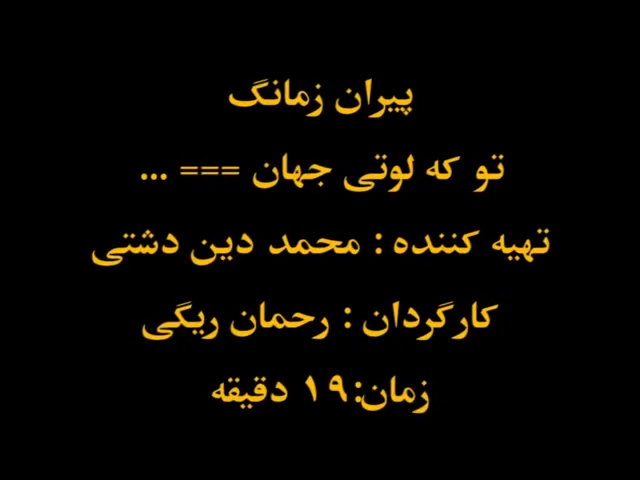 پیران زمانگ
تو که لوتی جهان === ...
تهیه کننده : محمد دین دشتی
کارگردان : رحمان ریگی
زمان:۱۹ دقیقه